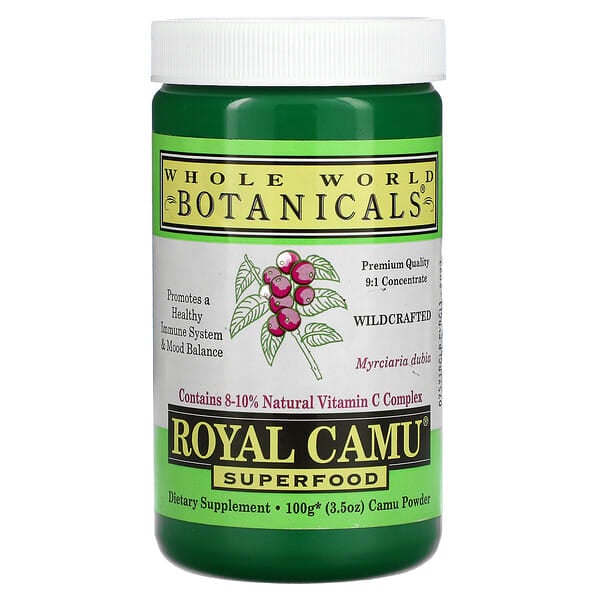 WHOLE WORLD
BOTANICALS®
Premium Quality
9:1 Concentrate
Promotes a
Healthy
Immune System
& Mood Balance
WILDCRAFTED
Myrciaria dubia
Contains 8-10% Natural Vitamin C Complex
ROYAL CAMU®
SUPERFOOD
Dietary Supplement • 100g* (3.5oz) Camu Powder